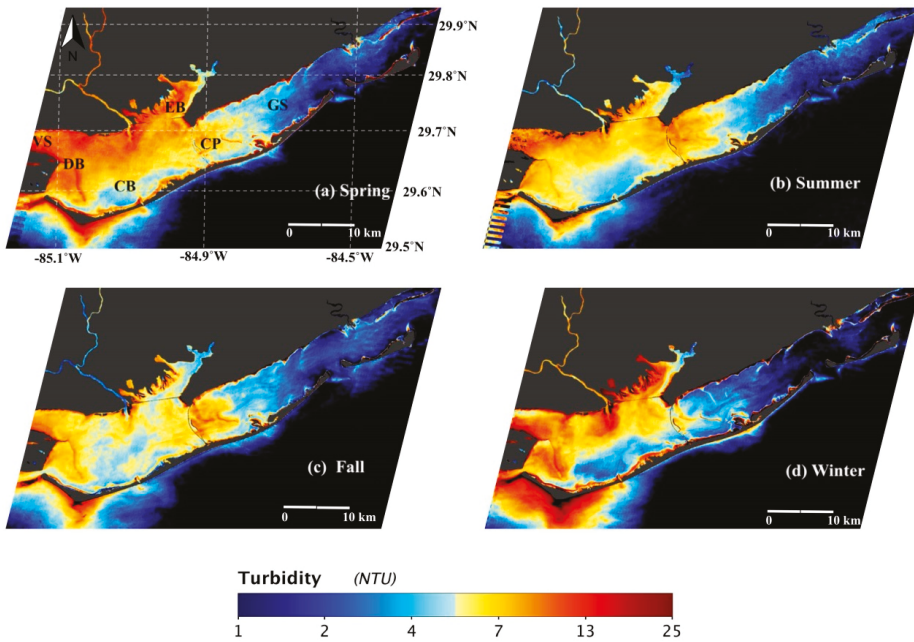 29.9°N
N
29.8°N
EB
GS
29.7°N
VS
CP
DB
CB
(a) Spring
29.6°N
0 10 km
29.5°N
-85.1°W -84.9°W -84.5°W
(b) Summer
0 10 km
(c) Fall
0 10 km
(d) Winter
0 10 km
Turbidity (NTU)
1 2 4 7 13 25